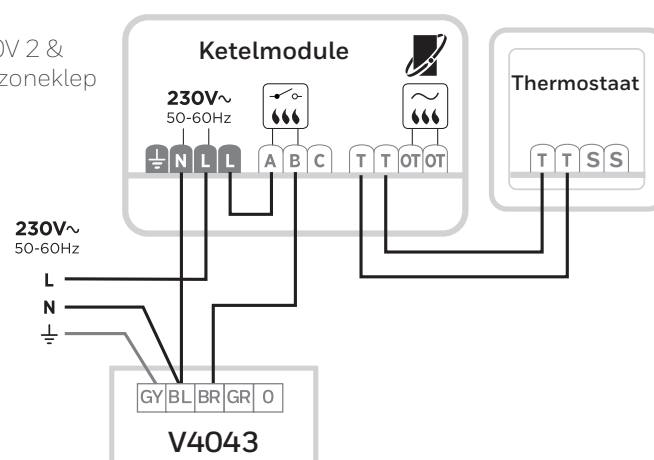 0V 2 &
zoneklep
Ketelmodule
230V~
50-60Hz
N L L A B C T T OT OT
Thermostaat
T T S S
230V~
50-60Hz
L
N
GY BL BR GR O
V4043